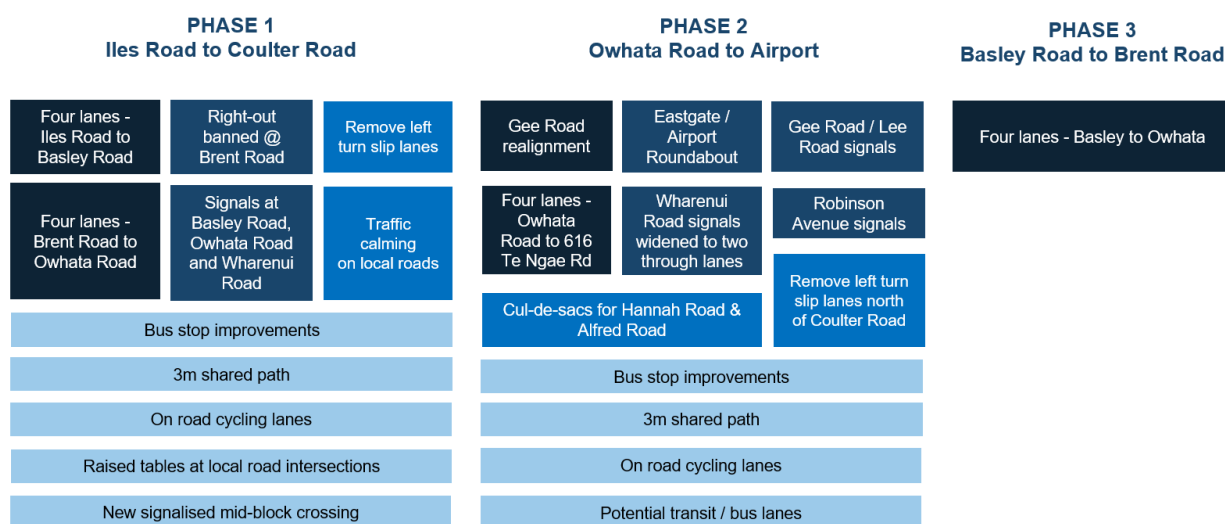 PHASE 1
Iles Road to Coulter Road
Four lanes -
Iles Road to
Basley Road
Right-out
banned @
Brent Road
Remove left
turn slip lanes
Four lanes -
Brent Road to
Owhata Road
Signals at
Basley Road,
Owhata Road
and Wharenui
Road
Traffic
calming
on local roads
Bus stop improvements
3m shared path
On road cycling lanes
Raised tables at local road intersections
New signalised mid-block crossing
PHASE 2
Owhata Road to Airport
Gee Road
realignment
Eastgate /
Airport
Roundabout
Gee Road / Lee
Road signals
Four lanes -
Owhata
Road to 616
Te Ngae Rd
Wharenui
Road signals
widened to two
through lanes
Robinson
Avenue signals
Cul-de-sacs for Hannah Road &
Alfred Road
Remove left turn
slip lanes north
of Coulter Road
Bus stop improvements
3m shared path
On road cycling lanes
Potential transit / bus lanes
PHASE 3
Basley Road to Brent Road
Four lanes - Basley to Owhata